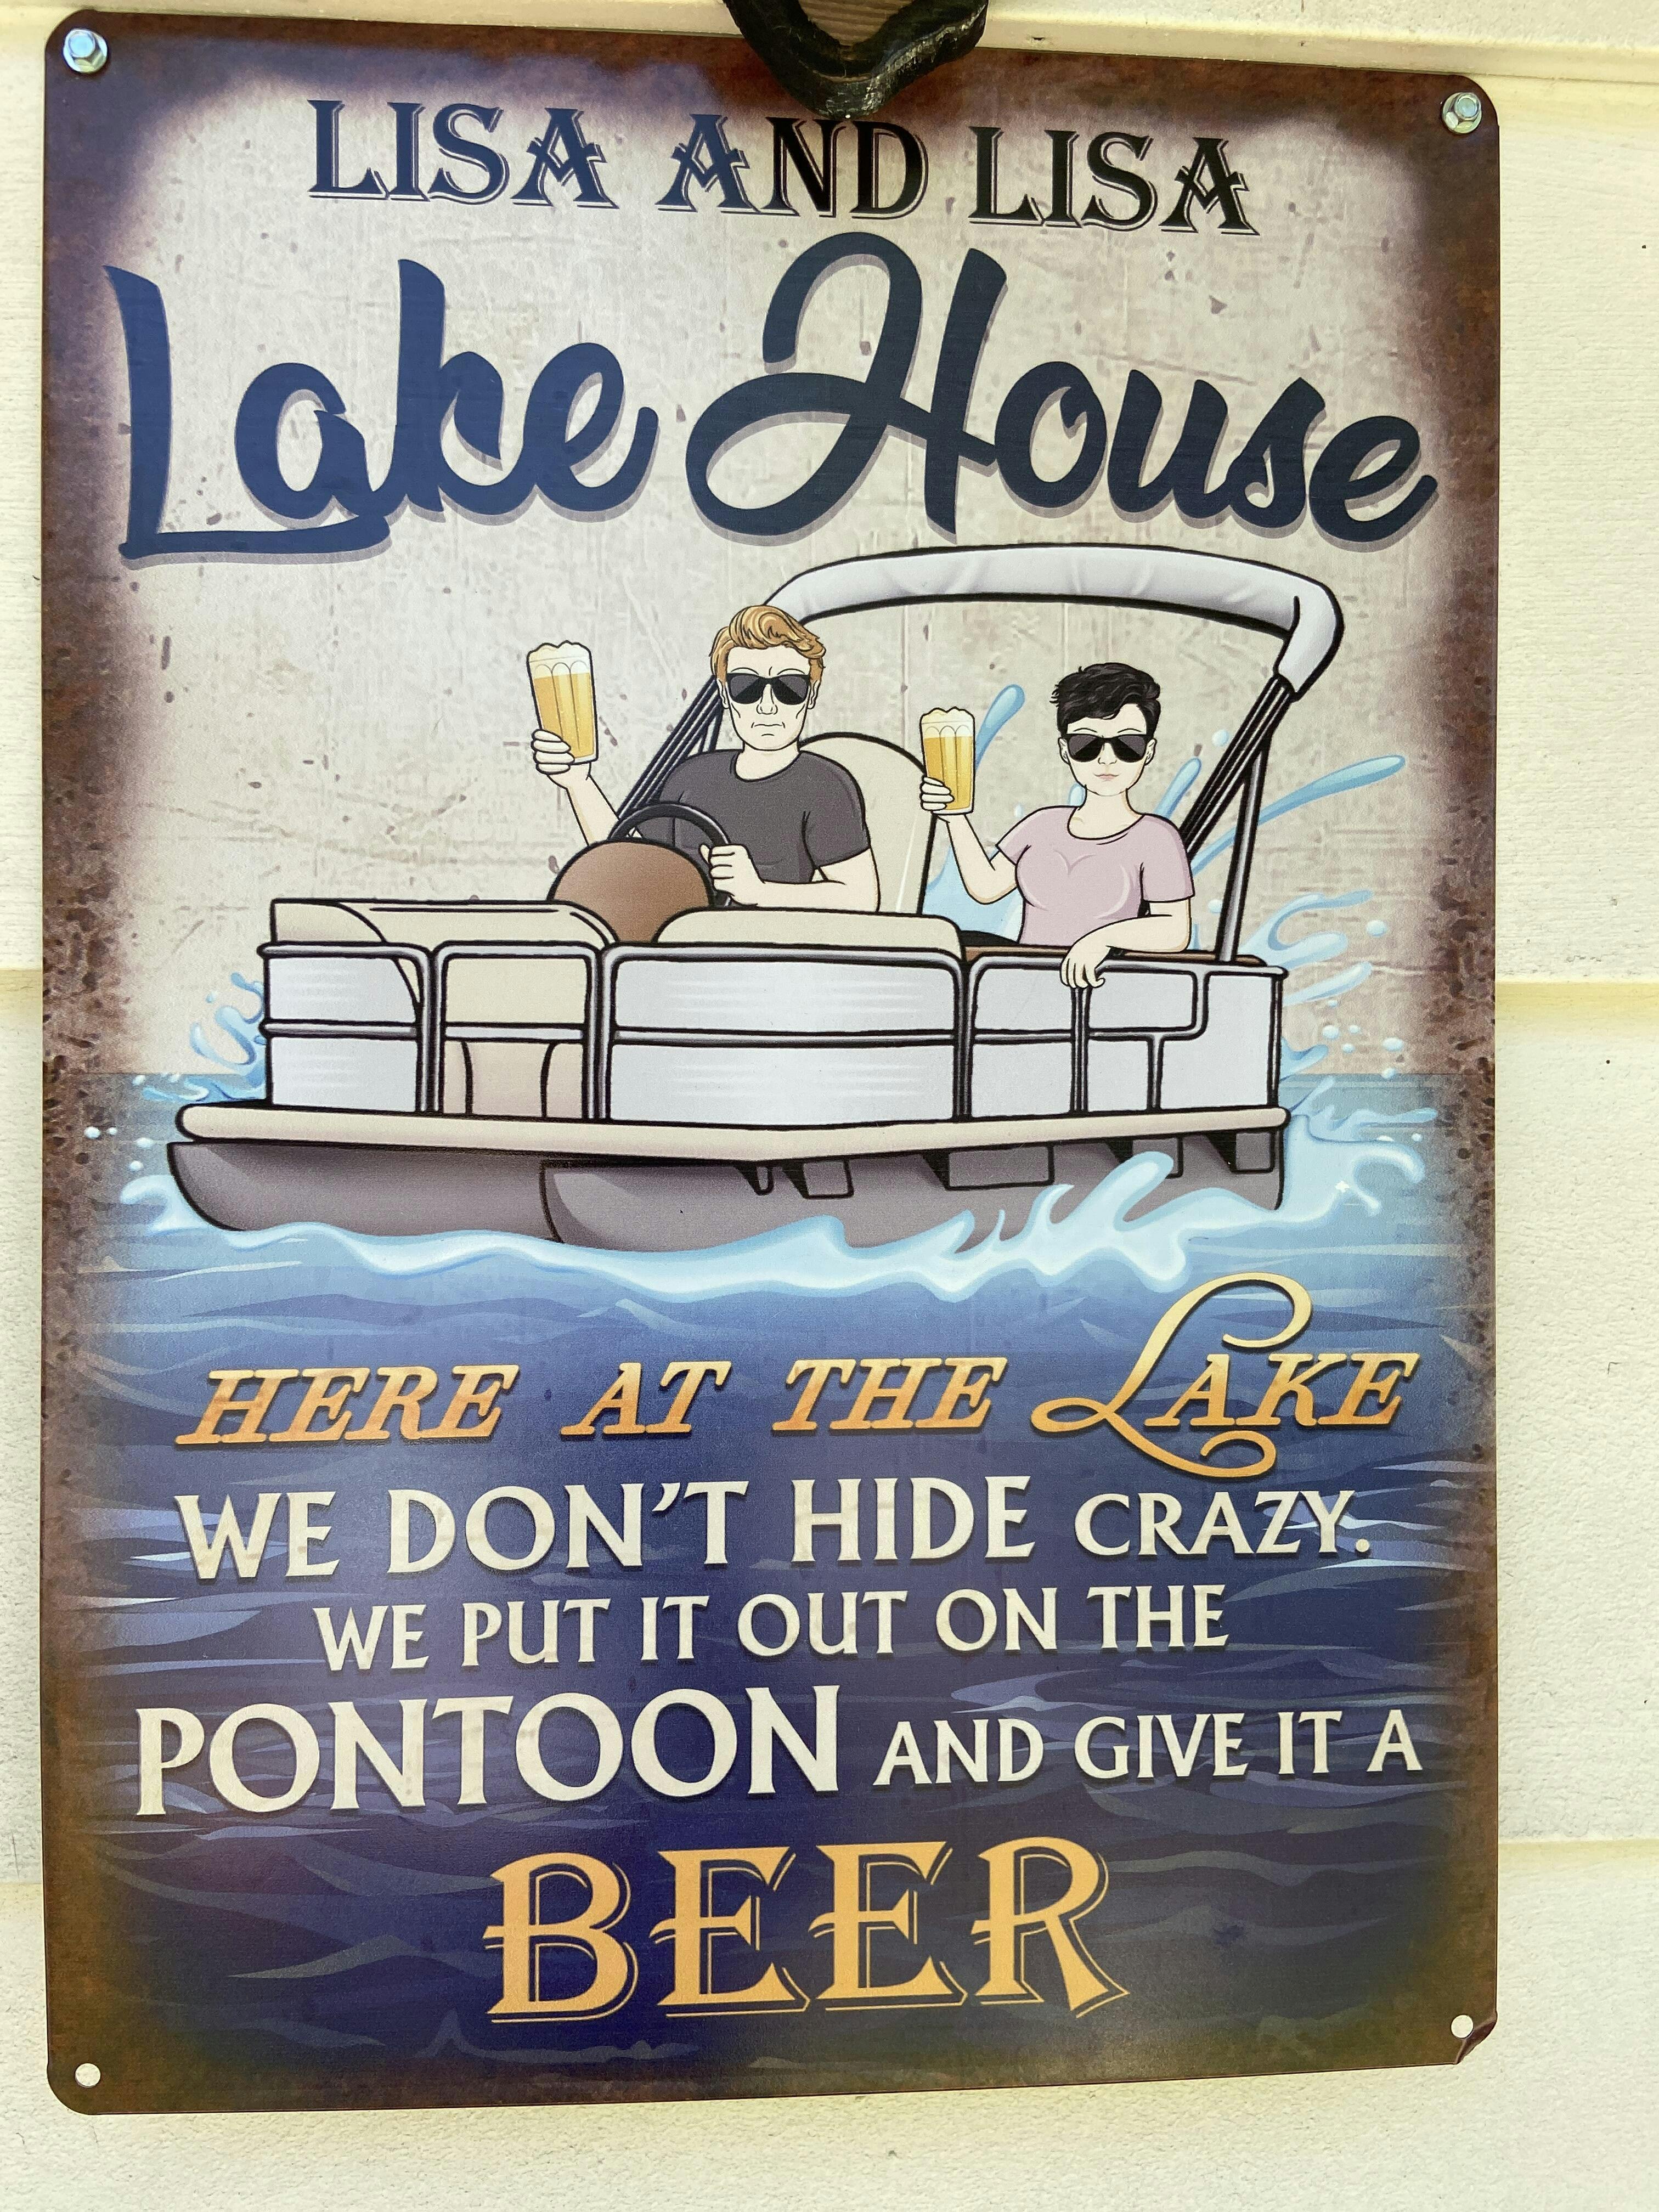 LISA AND LISA
Lake House
HERE AT THE LAKE
WE DON'T HIDE CRAZY.
WE PUT IT OUT ON THE
PONTOON AND GIVE IT A
BEER